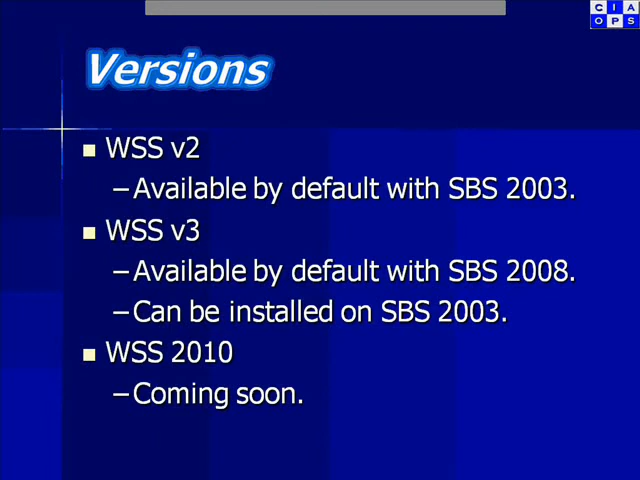 CIA
OPS
Versions
WSS v2
–Available by default with SBS 2003.
WSS v3
–Available by default with SBS 2008.
–Can be installed on SBS 2003.
WSS 2010
–Coming soon.